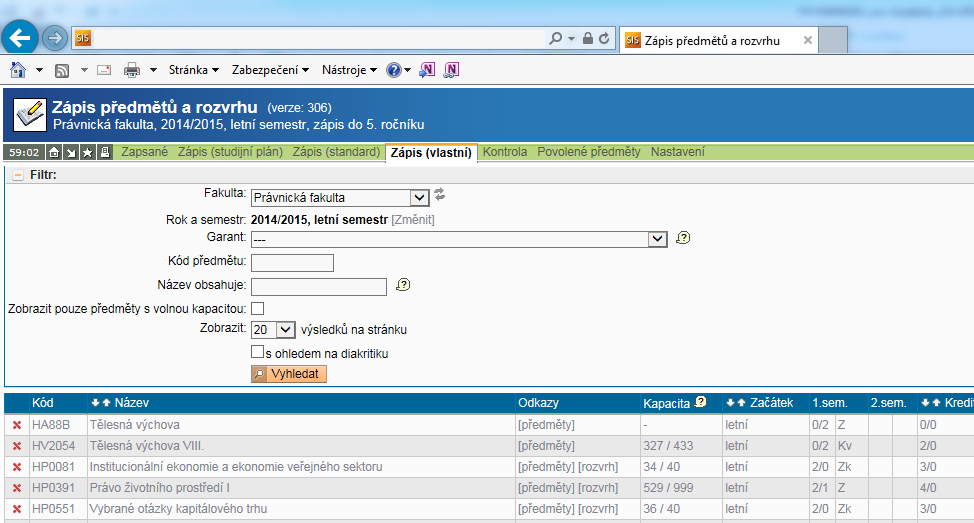 SIS
SIS Zápis předmětů a rozvrhu
Stránka Zabezpečení Nástroje
Zápis předmětů a rozvrhu (verze: 306)
Právnická fakulta, 2014/2015, letní semestr, zápis do 5. ročníku
59:02 Zapsané Zápis (studijní plán) Zápis (standard) Zápis (vlastní) Kontrola Povolené předměty Nastavení
Filtr:
Fakulta: Právnická fakulta
Rok a semestr: 2014/2015, letní semestr [Změnit]
Garant: ---
Kód předmětu:
Název obsahuje:
Zobrazit pouze předměty s volnou kapacitou:
Zobrazit: 20 výsledků na stránku
s ohledem na diakritiku
Vyhledat
Kód Název Odkazy Kapacita Začátek 1.sem. 2.sem. Kredit
HA88B Tělesná výchova [předměty] - letní 0/2 Z 0/0
HV2054 Tělesná výchova VIII. [předměty] 327 / 433 letní 0/2 Kv 2/0
HP0081 Institucionální ekonomie a ekonomie veřejného sektoru [předměty] [rozvrh] 34 / 40 letní 2/0 Zk 3/0
HP0391 Právo životního prostředí I [předměty] [rozvrh] 529 / 999 letní 2/1 Z 4/0
HP0551 Vybrané otázky kapitálového trhu [předměty] [rozvrh] 36 / 40 letní 2/0 Zk 3/0